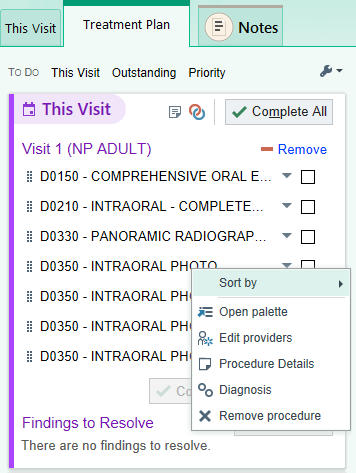 This Visit
Treatment Plan
Notes
TO DO This Visit Outstanding Priority
This Visit
Complete All
Visit 1 (NP ADULT)
Remove
D0150 - COMPREHENSIVE ORAL E...
D0210 - INTRAORAL - COMPLETE...
D0330 - PANORAMIC RADIOGRAP...
D0350 - INTRAORAL PHOTO
D0350 - INTRAORAL PHO
D0350 - INTRAORAL PHO
D0350 - INTRAORAL PHO
Sort by
Open palette
Edit providers
Procedure Details
Diagnosis
Remove procedure
Co
Findings to Resolve
There are no findings to resolve.